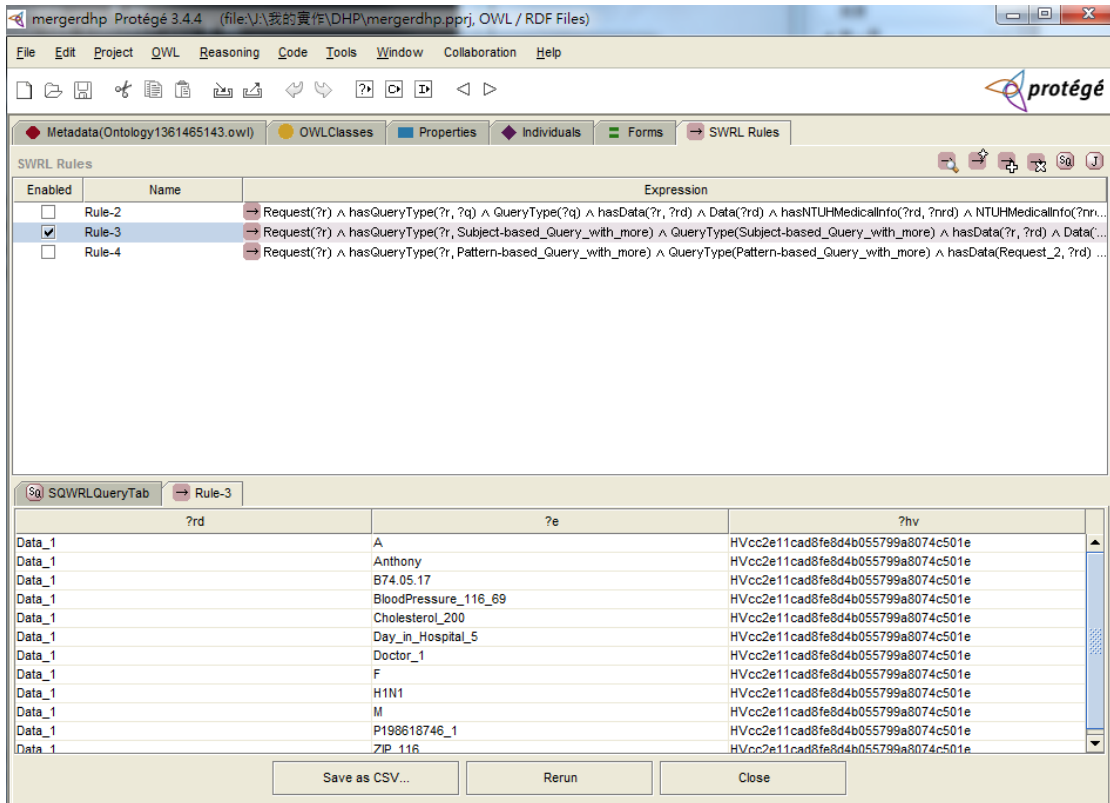 mergerdhp Protégé 3.4.4 (file:\J:\我的實作\DHP\mergerdhp.pprj, OWL / RDF Files)
File Edit Project OWL Reasoning Code Tools Window Collaboration Help
protégé
Metadata(Ontology1361465143.owl) OWLClasses Properties Individuals Forms SWRL Rules
SWRL Rules
Enabled Name Expression
Rule-2 → Request(?r) ∧ hasQueryType(?r, ?q) ∧ QueryType(?q) ∧ hasData(?r, ?rd) ∧ Data(?rd) ∧ hasNTUHMedicalInfo(?rd, ?nrd) ∧ NTUHMedicalInfo(?nr...
Rule-3 → Request(?r) ∧ hasQueryType(?r, Subject-based_Query_with_more) ∧ QueryType(Subject-based_Query_with_more) ∧ hasData(?r, ?rd) ∧ Data(...
Rule-4 → Request(?r) ∧ hasQueryType(?r, Pattern-based_Query_with_more) ∧ QueryType(Pattern-based_Query_with_more) ∧ hasData(Request_2, ?rd) ...
SQWRLQueryTab → Rule-3
?rd ?e ?hv
Data_1 A HVcc2e11cad8fe8d4b055799a8074c501e
Data_1 Anthony HVcc2e11cad8fe8d4b055799a8074c501e
Data_1 B74.05.17 HVcc2e11cad8fe8d4b055799a8074c501e
Data_1 BloodPressure_116_69 HVcc2e11cad8fe8d4b055799a8074c501e
Data_1 Cholesterol_200 HVcc2e11cad8fe8d4b055799a8074c501e
Data_1 Day_in_Hospital_5 HVcc2e11cad8fe8d4b055799a8074c501e
Data_1 Doctor_1 HVcc2e11cad8fe8d4b055799a8074c501e
Data_1 F HVcc2e11cad8fe8d4b055799a8074c501e
Data_1 H1N1 HVcc2e11cad8fe8d4b055799a8074c501e
Data_1 M HVcc2e11cad8fe8d4b055799a8074c501e
Data_1 P198618746_1 HVcc2e11cad8fe8d4b055799a8074c501e
Data_1 ZIP_116 HVcc2e11cad8fe8d4b055799a8074c501e
Save as CSV... Rerun Close